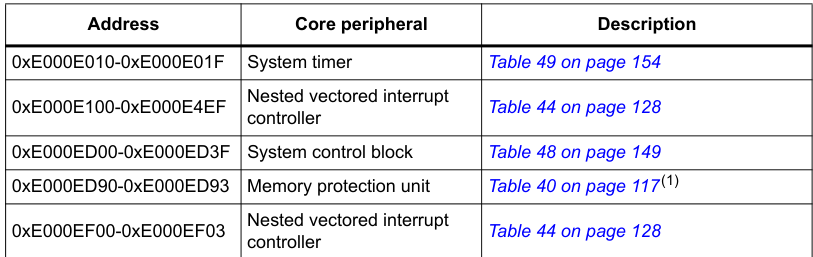 Address Core peripheral Description
0xE000E010-0xE000E01F System timer Table 49 on page 154
0xE000E100-0xE000E4EF Nested vectored interrupt controller Table 44 on page 128
0xE000ED00-0xE000ED3F System control block Table 48 on page 149
0xE000ED90-0xE000ED93 Memory protection unit Table 40 on page 117(1)
0xE000EF00-0xE000EF03 Nested vectored interrupt controller Table 44 on page 128